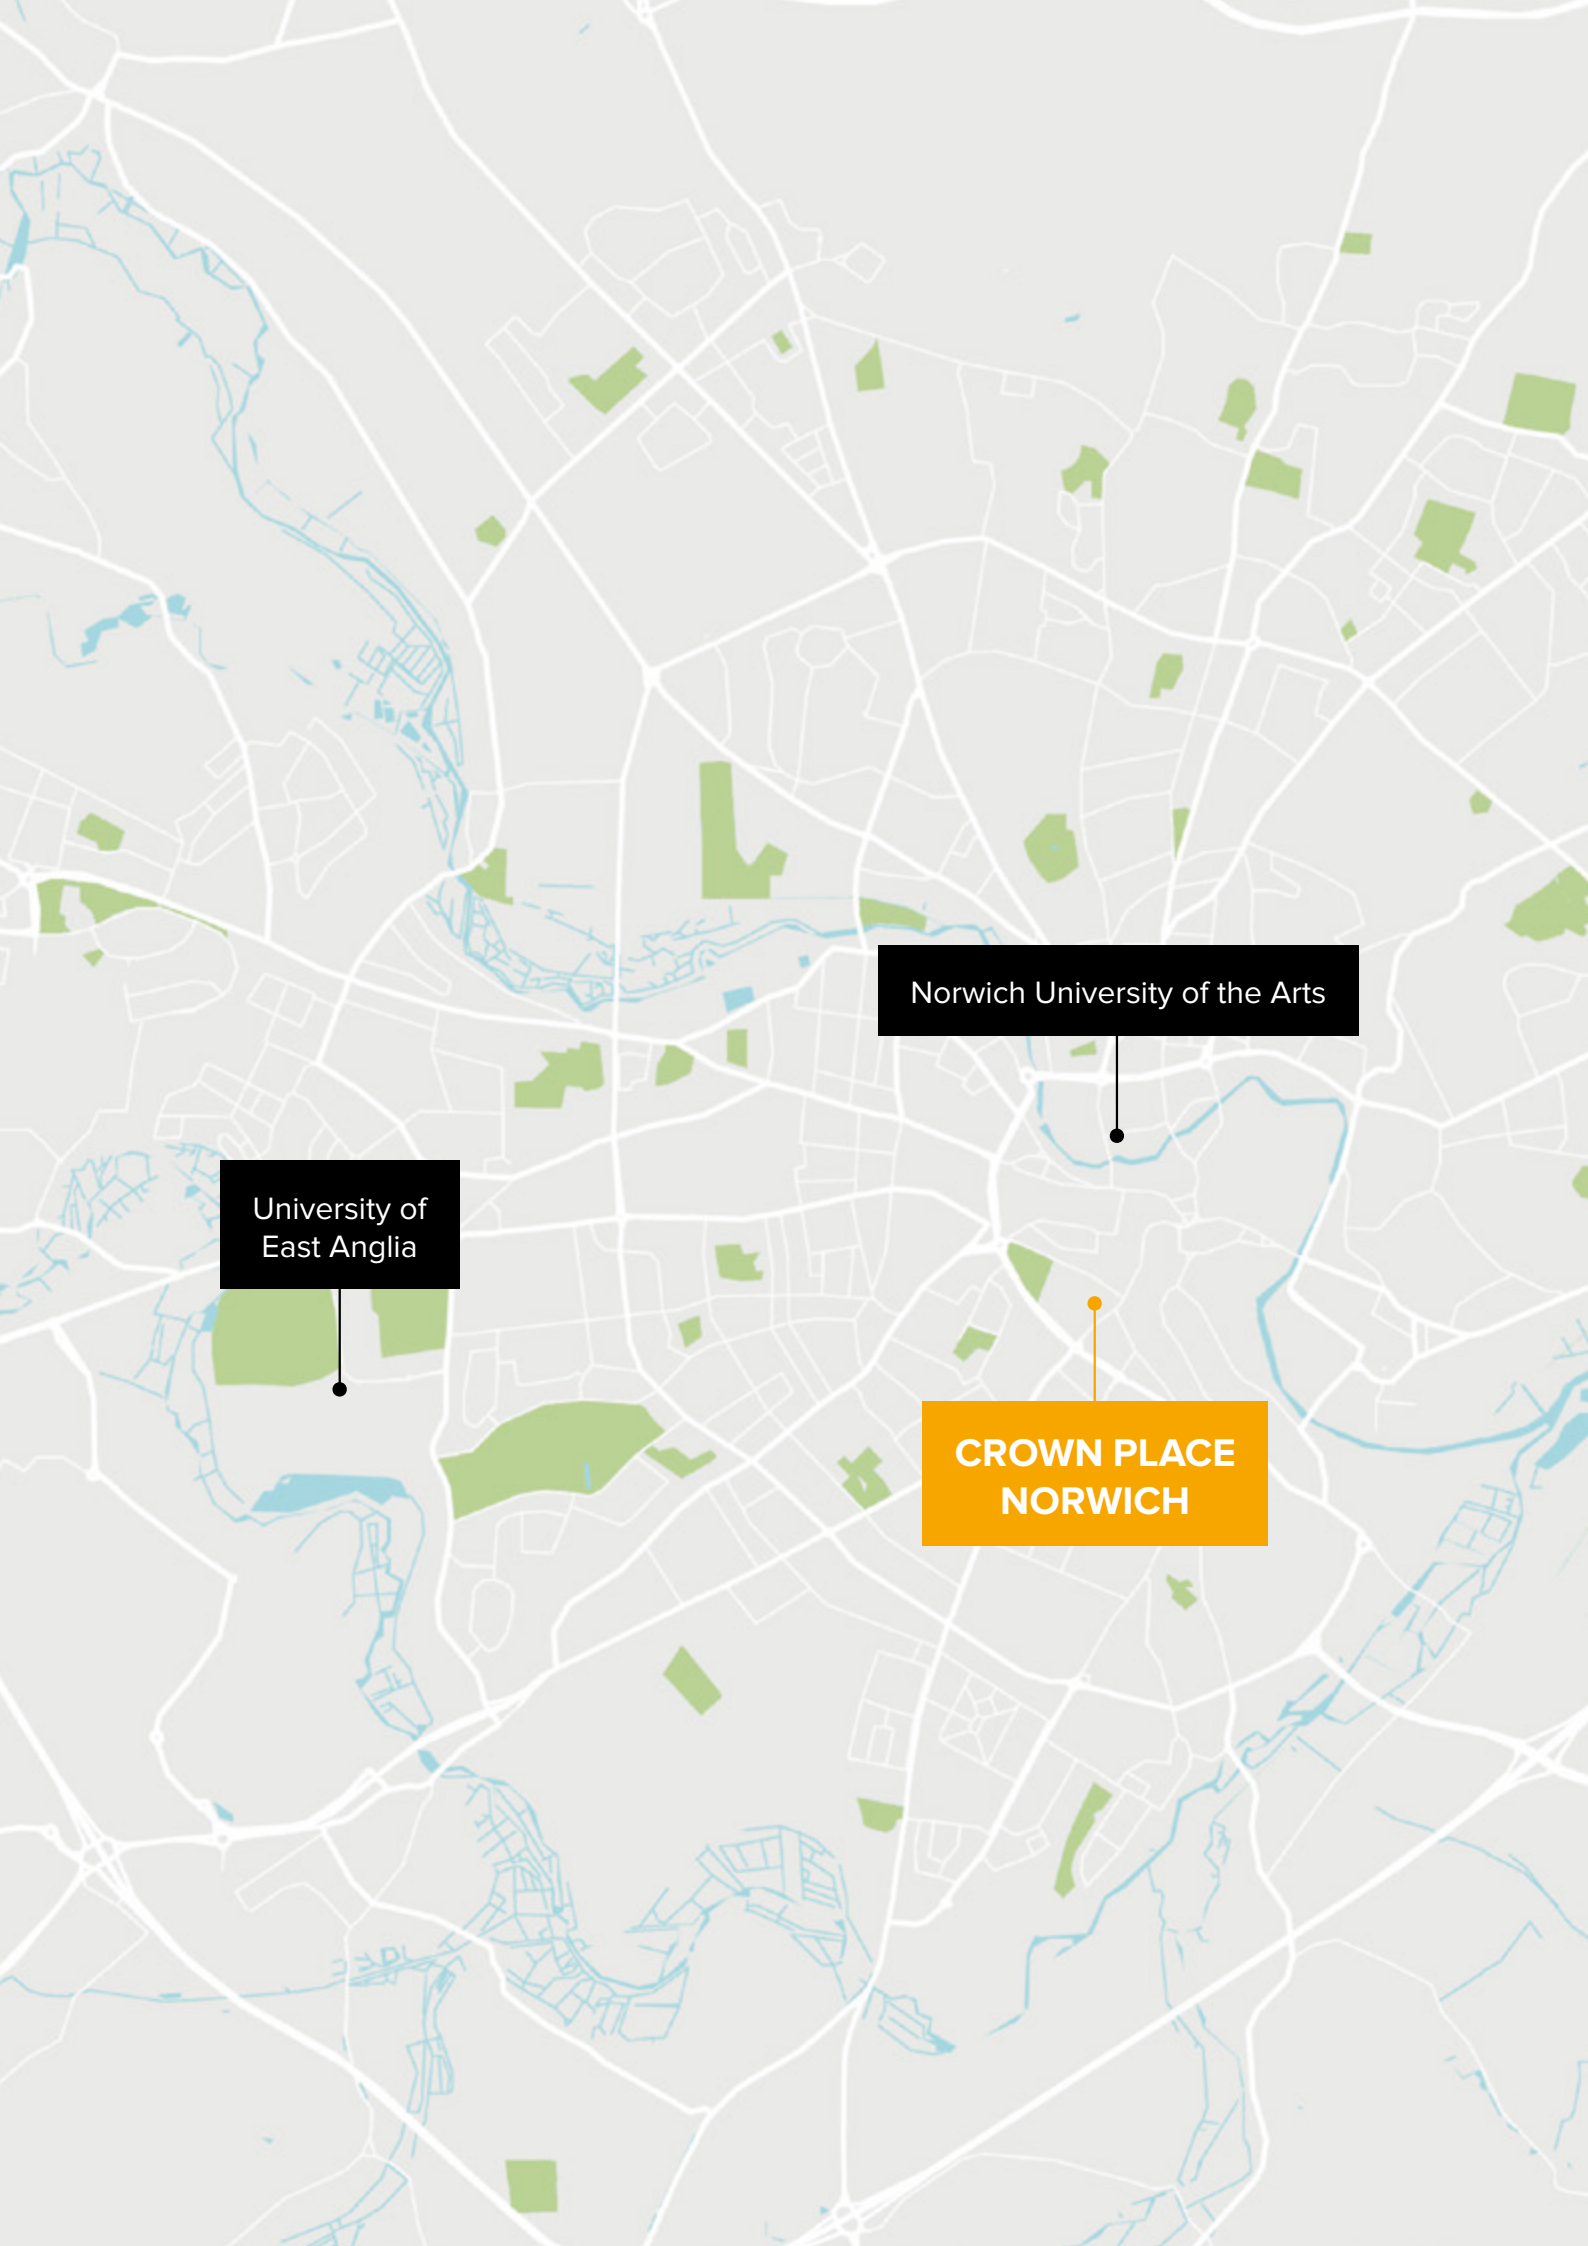 Norwich University of the Arts
University of
East Anglia
CROWN PLACE
NORWICH